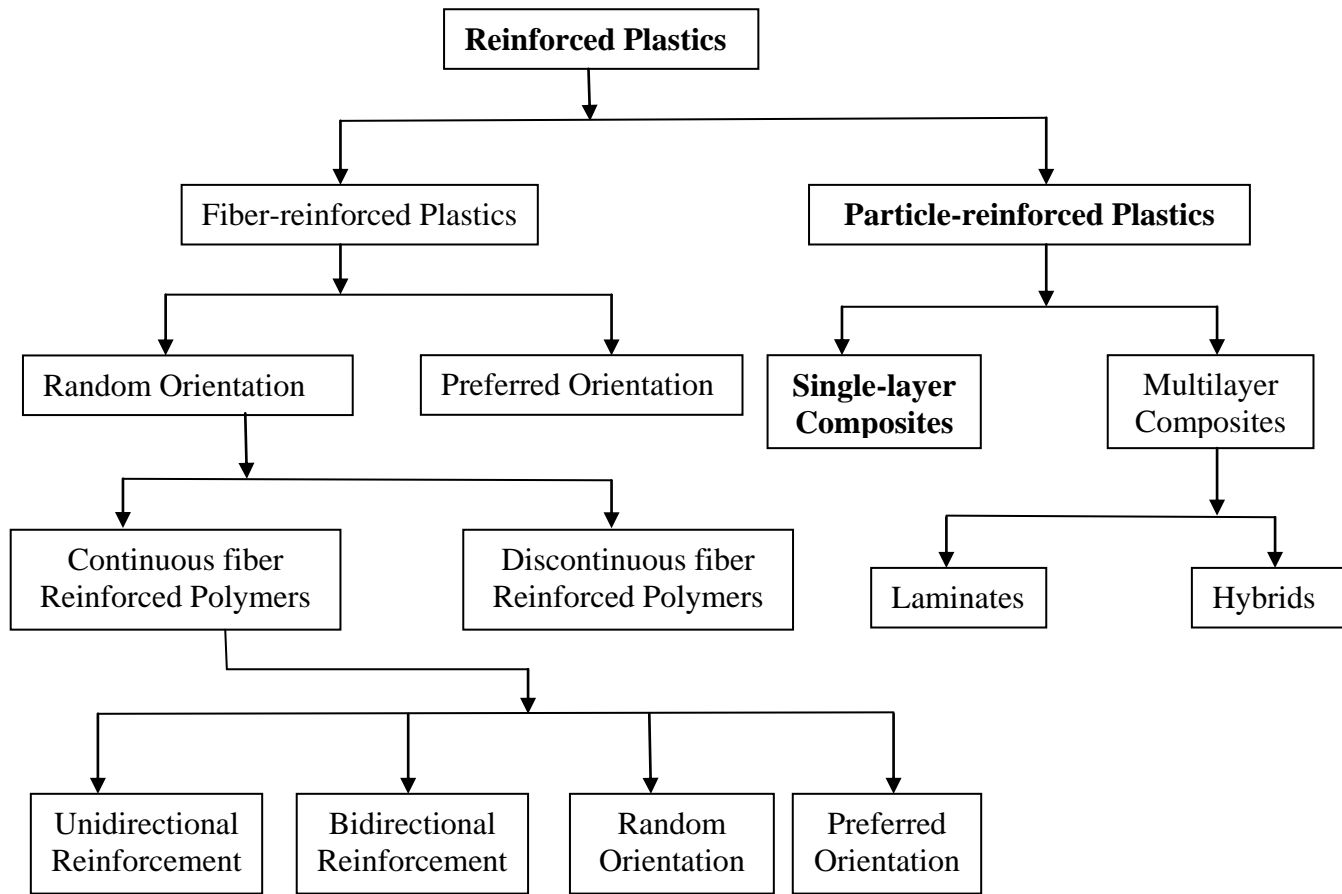 Reinforced Plastics
Fiber-reinforced Plastics
Particle-reinforced Plastics
Random Orientation
Preferred Orientation
Single-layer
Composites
Multilayer
Composites
Continuous fiber
Reinforced Polymers
Discontinuous fiber
Reinforced Polymers
Laminates
Hybrids
Unidirectional
Reinforcement
Bidirectional
Reinforcement
Random
Orientation
Preferred
Orientation